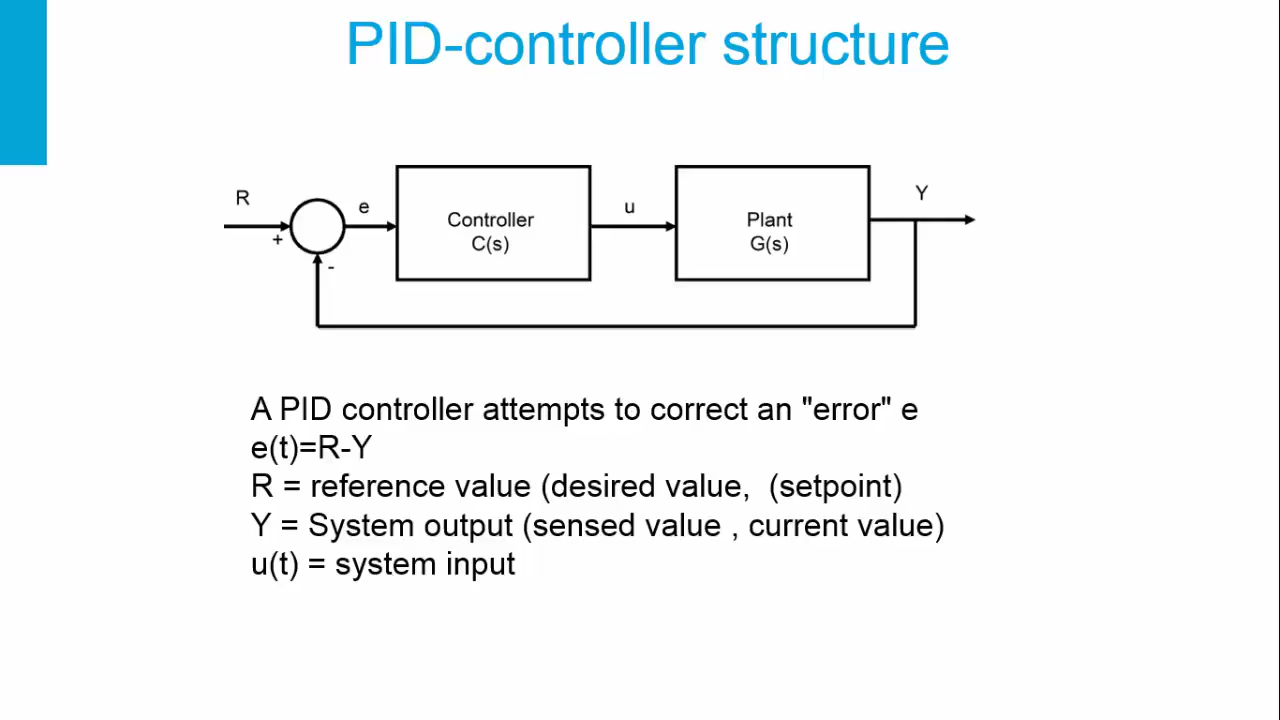 PID-controller structure
R
e
u
Y
+
-
Controller
C(s)
Plant
G(s)
A PID controller attempts to correct an "error" e
e(t)=R-Y
R = reference value (desired value,  (setpoint)
Y = System output (sensed value , current value)
u(t) = system input